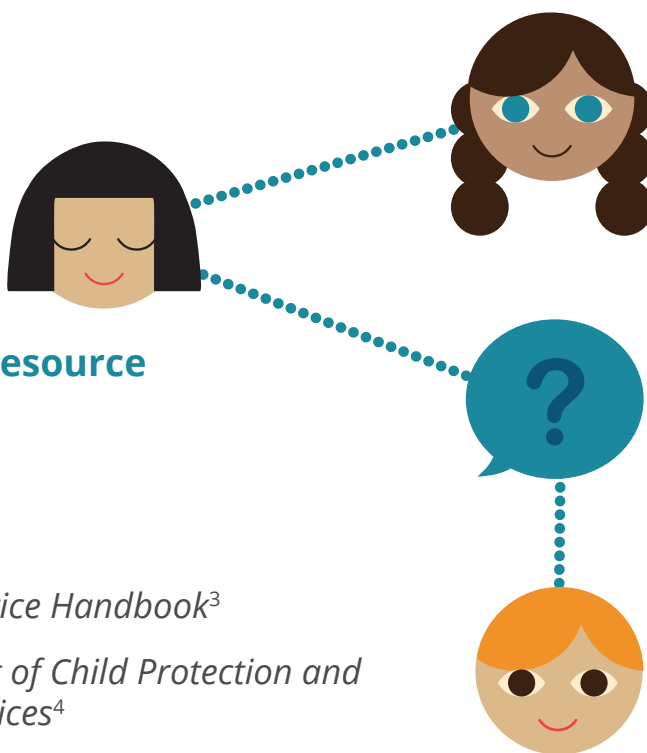 esource
?
ice Handbook³
of Child Protection and
ices⁴